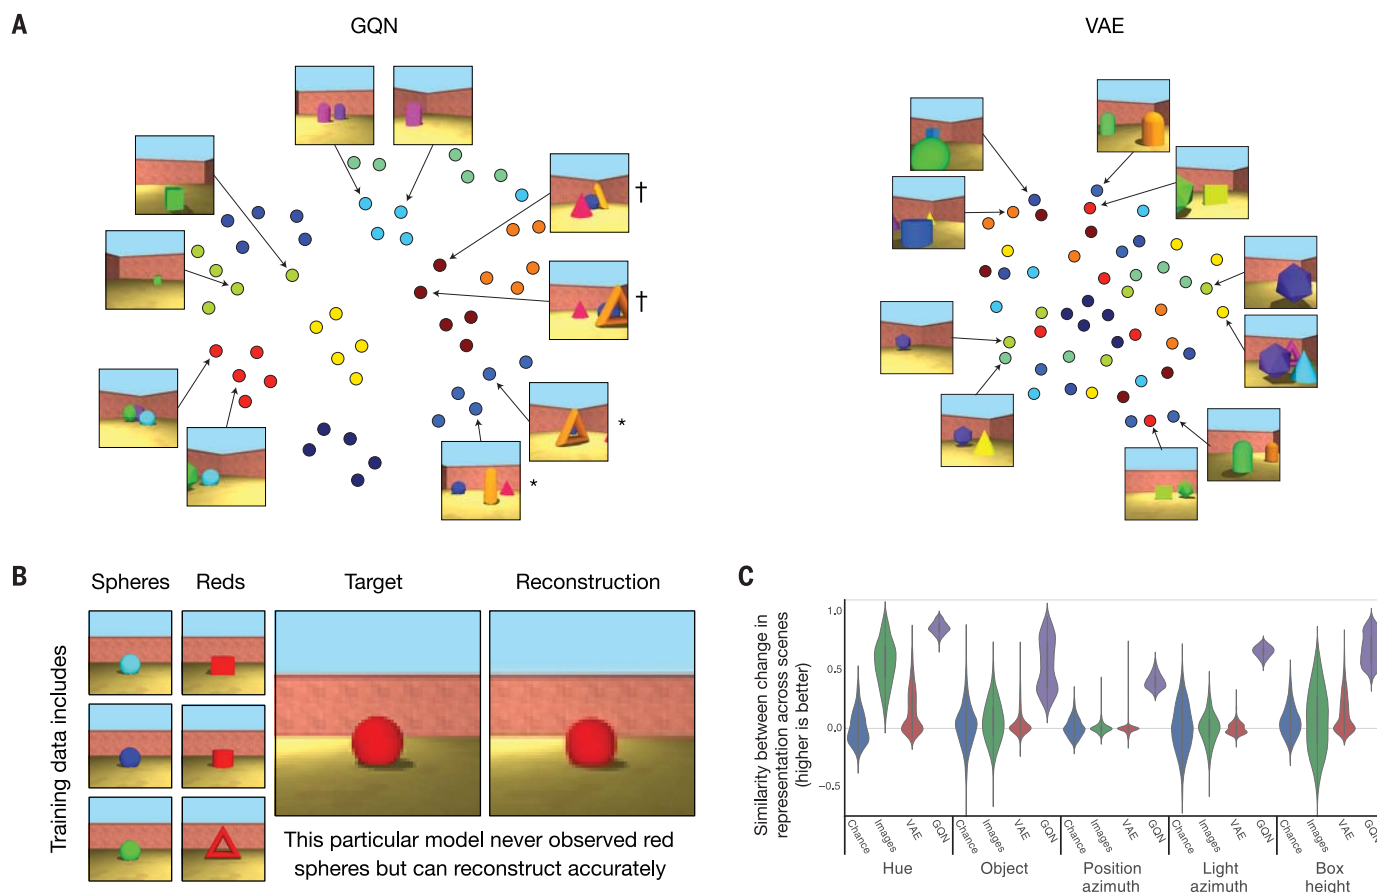 A
GQN
VAE
†
†
*
*
B
Spheres
Reds
Target
Reconstruction
Training data includes
This particular model never observed red
spheres but can reconstruct accurately
C
Similarity between change in
representation across scenes
(higher is better)
1.0
0.5
0.0
−0.5
Chance
Images
VAE
GQN
Chance
Images
VAE
GQN
Chance
Images
VAE
GQN
Chance
Images
VAE
GQN
Chance
Images
VAE
GQN
Hue
Object
Position
azimuth
Light
azimuth
Box
height